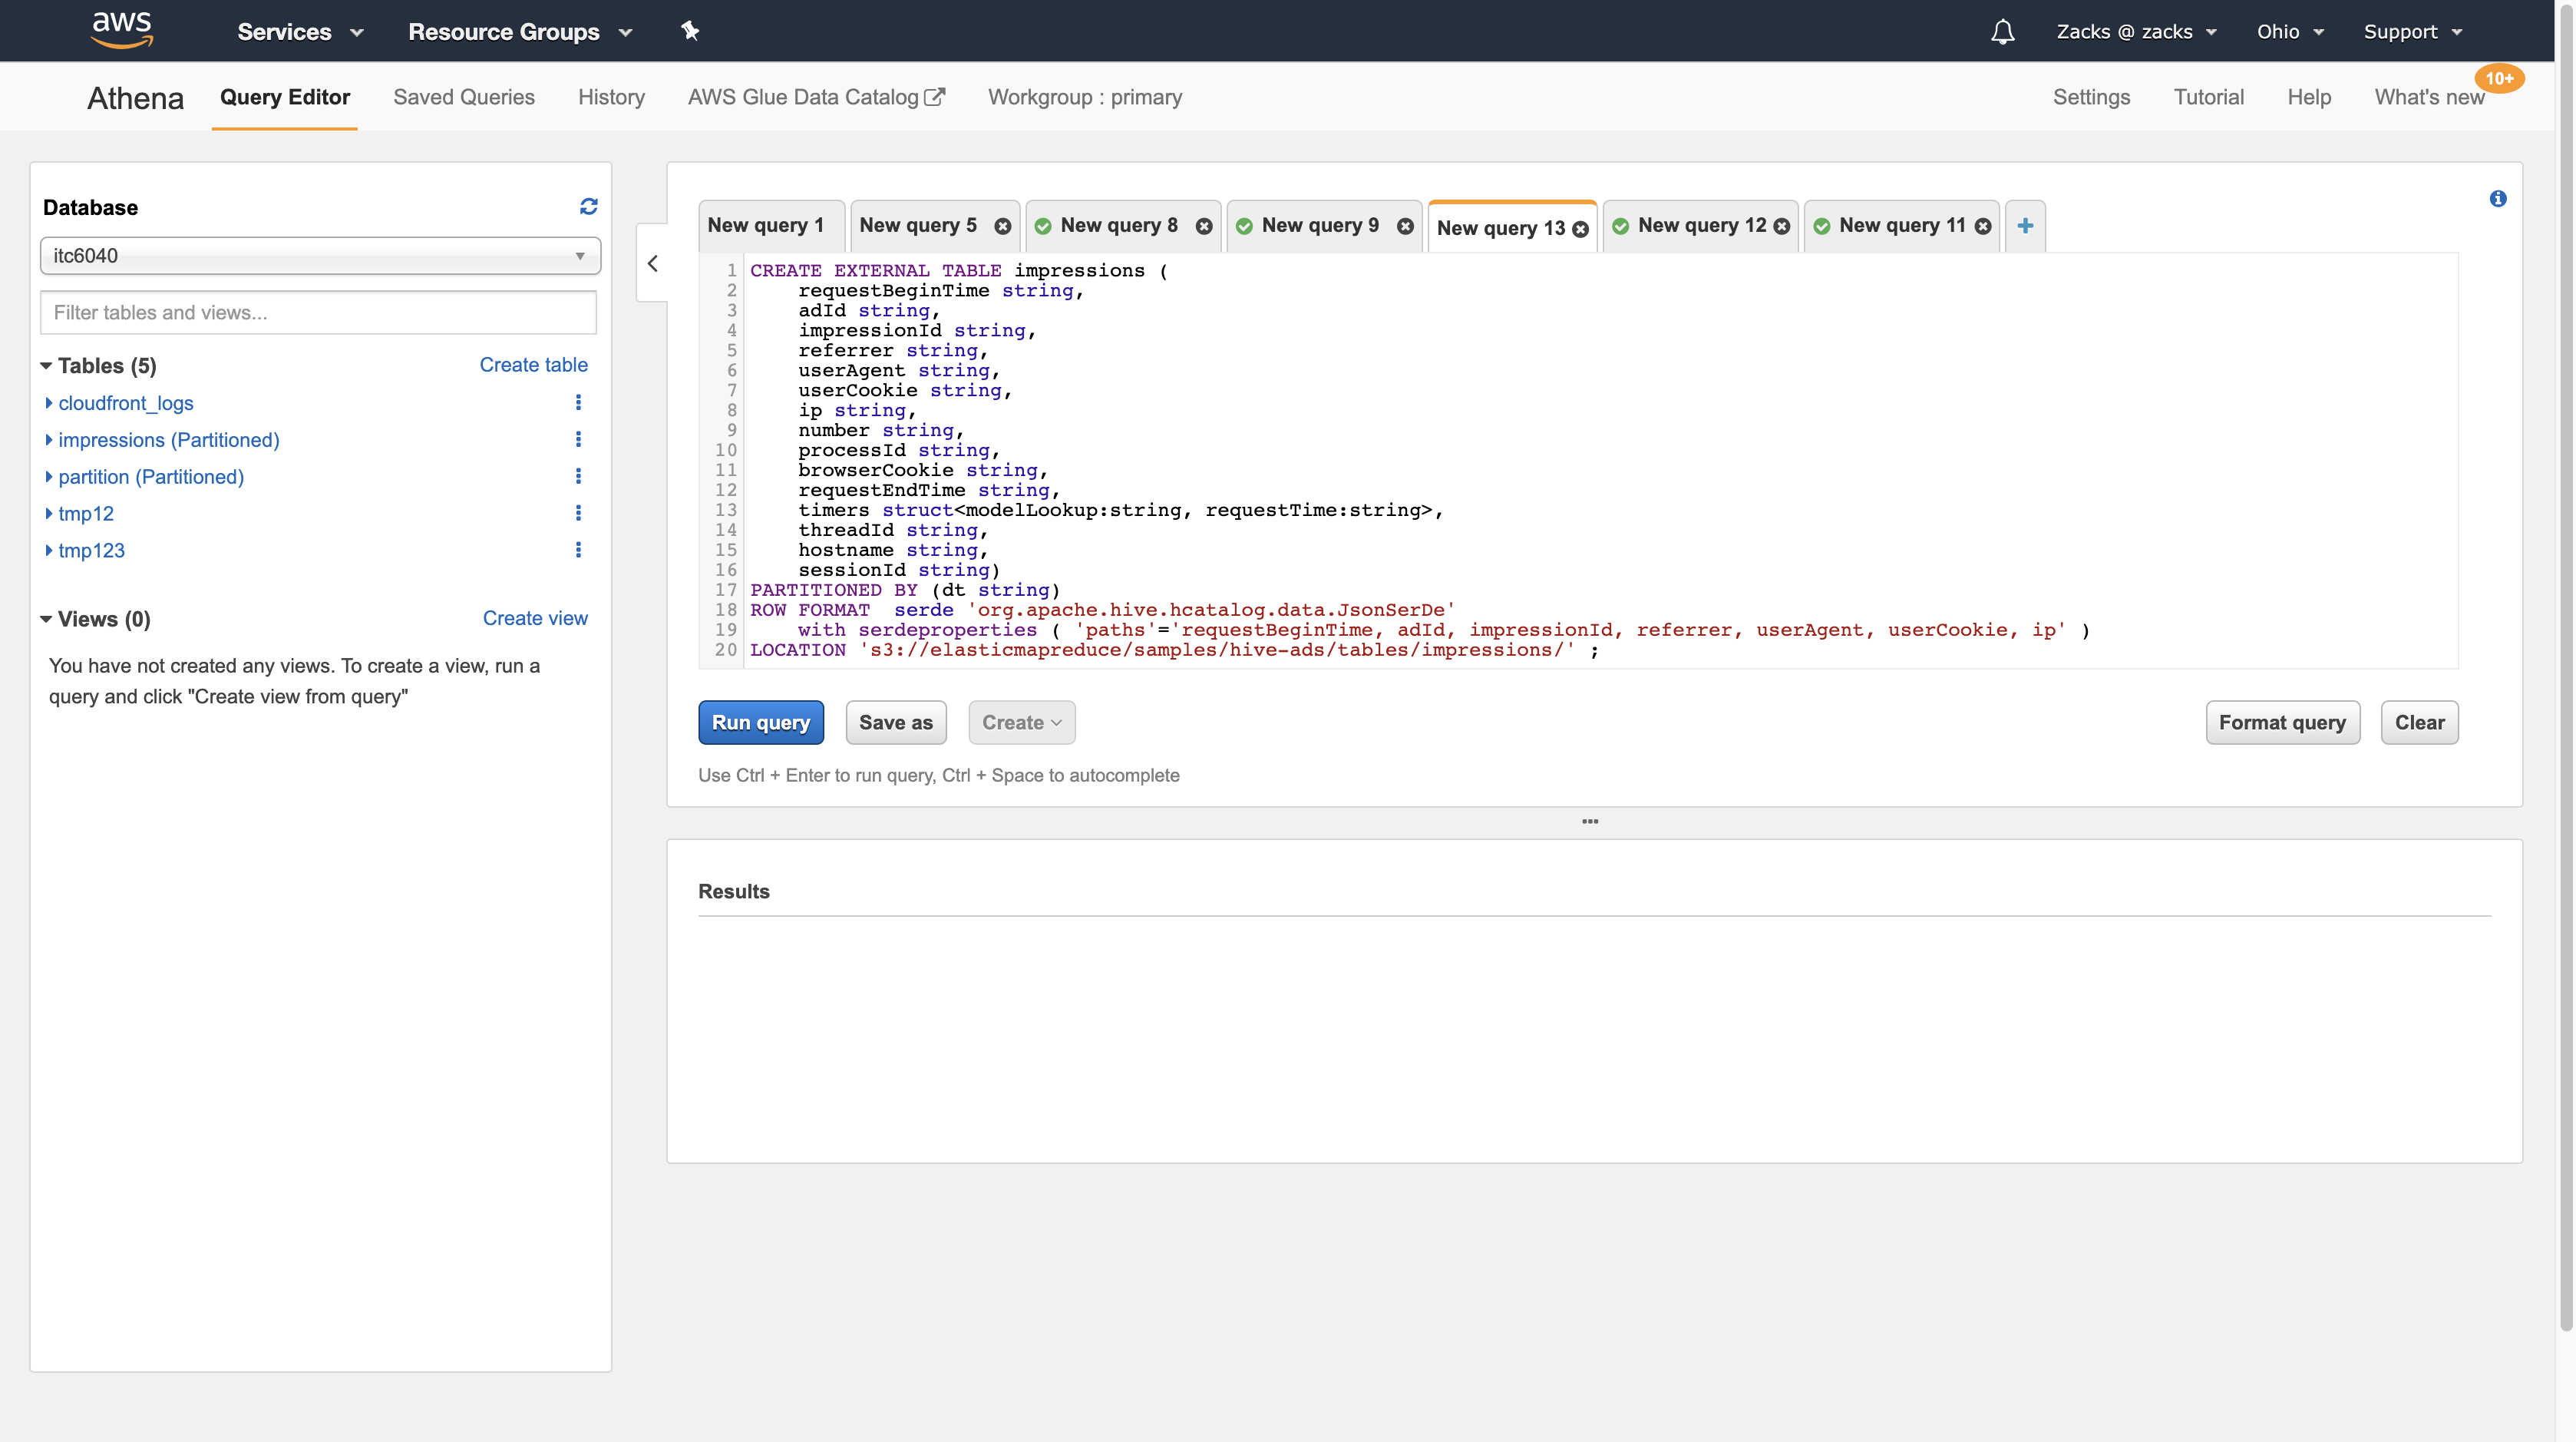 aws Services Resource Groups Zacks @ zacks Ohio Support
Athena Query Editor Saved Queries History AWS Glue Data Catalog Workgroup : primary Settings Tutorial Help What's new 10+
Database
itc6040
Filter tables and views...
Tables (5) Create table
cloudfront_logs
impressions (Partitioned)
partition (Partitioned)
tmp12
tmp123
Views (0) Create view
You have not created any views. To create a view, run a
query and click "Create view from query"
New query 1 New query 5 New query 8 New query 9 New query 13 New query 12 New query 11 +
1 CREATE EXTERNAL TABLE impressions (
2 requestBeginTime string,
3 adId string,
4 impressionId string,
5 referrer string,
6 userAgent string,
7 userCookie string,
8 ip string,
9 number string,
10 processId string,
11 browserCookie string,
12 requestEndTime string,
13 timers struct<modelLookup:string, requestTime:string>,
14 threadId string,
15 hostname string,
16 sessionId string)
17 PARTITIONED BY (dt string)
18 ROW FORMAT  serde 'org.apache.hive.hcatalog.data.JsonSerDe'
19 with serdeproperties ( 'paths'='requestBeginTime, adId, impressionId, referrer, userAgent, userCookie, ip' )
20 LOCATION 's3://elasticmapreduce/samples/hive-ads/tables/impressions/' ;
Run query Save as Create Format query Clear
Use Ctrl + Enter to run query, Ctrl + Space to autocomplete
Results